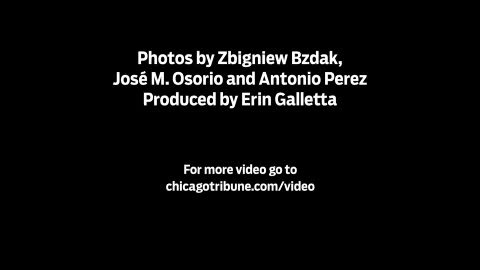 Photos by Zbigniew Bzdak,
José M. Osorio and Antonio Perez
Produced by Erin Galletta
For more video go to
chicagotribune.com/video